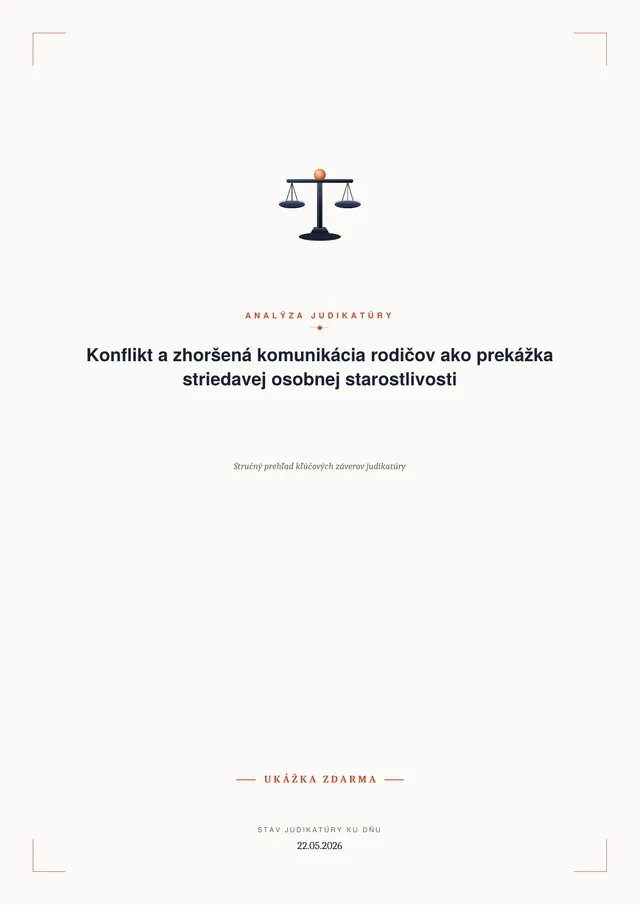 ANALÝZA JUDIKATÚRY
Konflikt a zhoršená komunikácia rodičov ako prekážka
striedavej osobnej starostlivosti
Stručný prehľad kľúčových záverov judikatúry
UKÁŽKA ZDARMA
STAV JUDIKATÚRY KU DŇU
22.05.2026